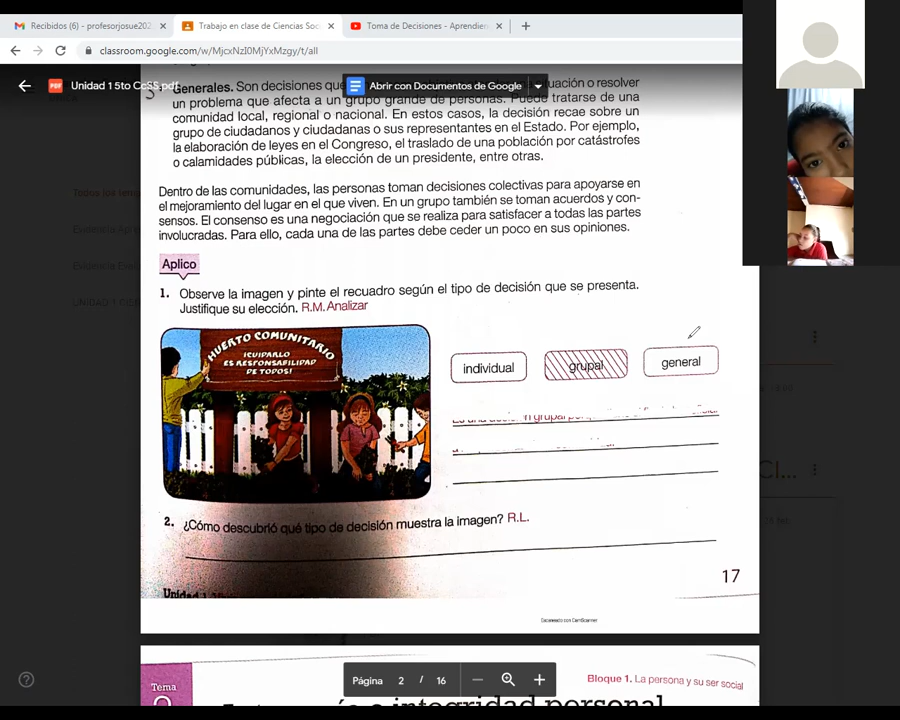 Recibidos (6) - profesorjosue202
Trabajo en clase de Ciencias Soc
Toma de Decisiones - Aprendien
classroom.google.com/w/MjcxNzI0MjYxMzgy/t/all
Unidad 1 5to CcSS.pdf
Abrir con Documentos de Google
Generales. Son decisiones que situación o resolver
un problema que afecta a un grupo grande de personas. Puede tratarse de una
comunidad local, regional o nacional. En estos casos, la decisión recae sobre un
grupo de ciudadanos y ciudadanas o sus representantes en el Estado. Por ejemplo,
la elaboración de leyes en el Congreso, el traslado de una población por catástrofes
o calamidades públicas, la elección de un presidente, entre otras.
Dentro de las comunidades, las personas toman decisiones colectivas para apoyarse en
el mejoramiento del lugar en el que viven. En un grupo también se toman acuerdos y con-
sensos. El consenso es una negociación que se realiza para satisfacer a todas las partes
involucradas. Para ello, cada una de las partes debe ceder un poco en sus opiniones.
Aplico
1. Observe la imagen y pinte el recuadro según el tipo de decisión que se presenta.
Justifique su elección. R.M. Analizar
HUERTO COMUNITARIO
¡CUIDARLO
ES RESPONSABILIDAD
DE TODOS!
individual grupal general
2. ¿Cómo descubrió qué tipo de decisión muestra la imagen? R.L.
17
Escaneado con CamScanner
Página 2 / 16
Tema
Bloque 1. La persona y su ser social
integridad personal